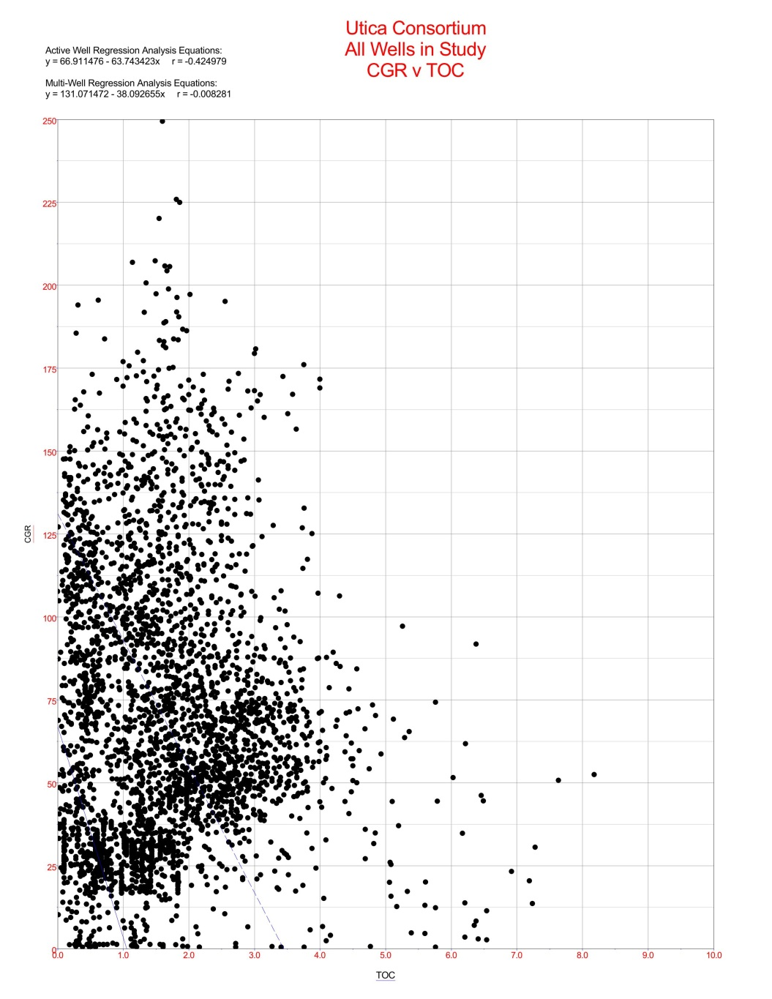 Utica Consortium
All Wells in Study
CGR v TOC
Active Well Regression Analysis Equations:
y = 66.911476 - 63.743423x r = -0.424979
Multi-Well Regression Analysis Equations:
y = 131.071472 - 38.092655x r = -0.008281
250
225
200
175
150
125
100
75
50
25
0
CGR
0.0 1.0 2.0 3.0 4.0 5.0 6.0 7.0 8.0 9.0 10.0
TOC